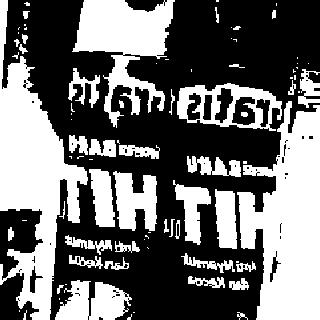 Gratis
Gratis
BARU
BARU
HIT
HIT
Anti Nyamuk
dan Kecoa
Anti Nyamuk
dan Kecoa